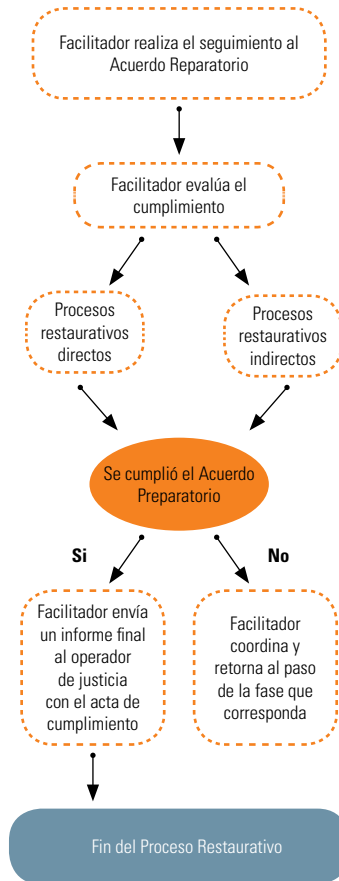 Facilitador realiza el seguimiento al
Acuerdo Reparatorio
Facilitador evalúa el
cumplimiento
Procesos
restaurativos
directos
Procesos
restaurativos
indirectos
Se cumplió el Acuerdo
Preparatorio
Si
No
Facilitador envía
un informe final
al operador
de justicia
con el acta de
cumplimiento
Facilitador
coordina y
retorna al paso
de la fase que
corresponda
Fin del Proceso Restaurativo